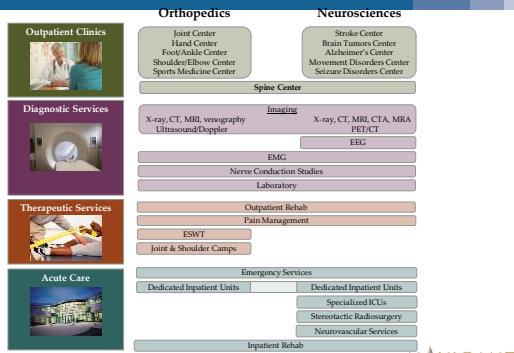 Orthopedics
Neurosciences
Outpatient Clinics
Joint Center
Hand Center
Foot/Ankle Center
Shoulder/Elbow Center
Sports Medicine Center
Stroke Center
Brain Tumors Center
Alzheimer's Center
Movement Disorders Center
Seizure Disorders Center
Spine Center
Diagnostic Services
Imaging
X-ray, CT, MRI, venography
Ultrasound/Doppler
X-ray, CT, MRI, CTA, MRA
PET/CT
EEG
EMG
Nerve Conduction Studies
Laboratory
Therapeutic Services
Outpatient Rehab
Pain Management
ESWT
Joint & Shoulder Camps
Acute Care
Emergency Services
Dedicated Inpatient Units
Dedicated Inpatient Units
Specialized ICUs
Stereotactic Radiosurgery
Neurovascular Services
Inpatient Rehab